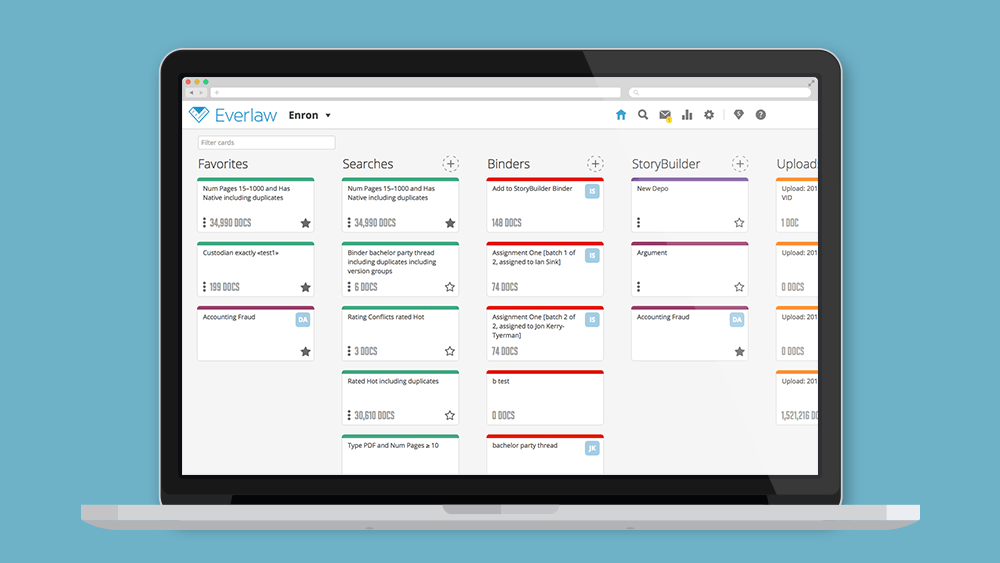 Everlaw Enron
Filter cards
Favorites
Num Pages 15–1000 and Has
Native including duplicates
34,990 DOCS
Custodian exactly «test1»
199 DOCS
Accounting Fraud
DA
Searches
Num Pages 15–1000 and Has
Native including duplicates
34,990 DOCS
Binder bachelor party thread
including duplicates including
version groups
6 DOCS
Rating Conflicts rated Hot
3 DOCS
Rated Hot including duplicates
30,610 DOCS
Type PDF and Num Pages ≥ 10
Binders
Add to StoryBuilder Binder
IS
148 DOCS
Assignment One [batch 1 of
2, assigned to Ian Sink]
IS
74 DOCS
Assignment One [batch 2 of
2, assigned to Jon Kerry-
Tyerman]
IS
74 DOCS
b test
0 DOCS
bachelor party thread
JK
StoryBuilder
New Depo
Argument
Accounting Fraud
DA
Upload
Upload: 201
VID
1 DOC
Upload: 201
0 DOCS
Upload: 201
0 DOCS
Upload: 201
1,521,216